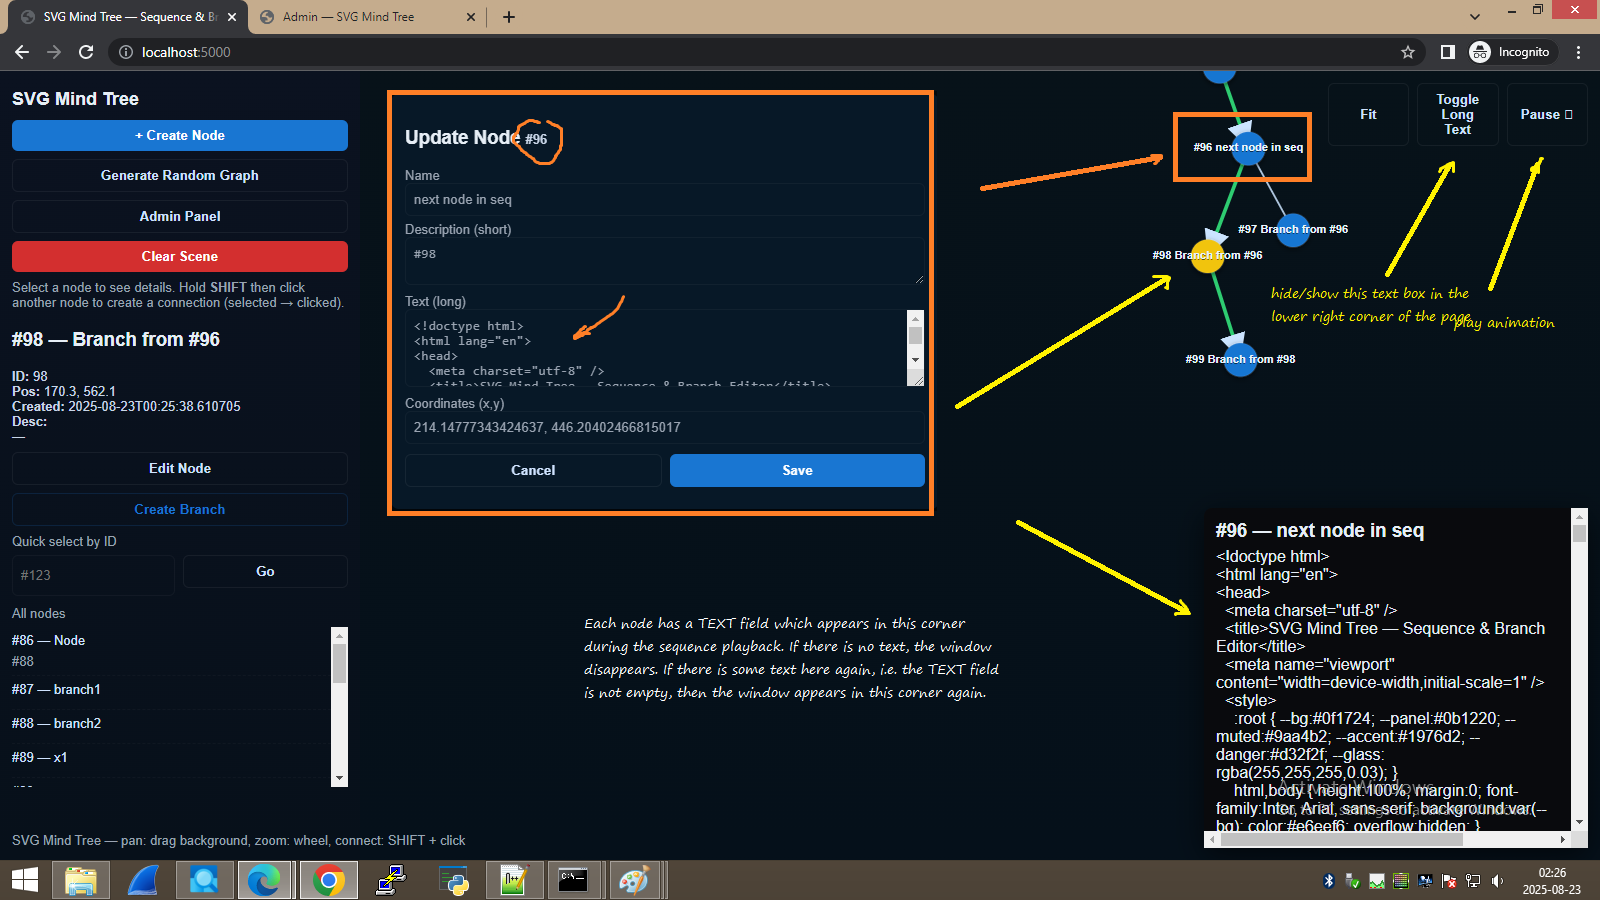 SVG Mind Tree — Sequence & Br
Admin — SVG Mind Tree
localhost:5000
Incognito
SVG Mind Tree
+ Create Node
Generate Random Graph
Admin Panel
Clear Scene
Select a node to see details. Hold SHIFT then click
another node to create a connection (selected → clicked).
#98 — Branch from #96
ID: 98
Pos: 170.3, 562.1
Created: 2025-08-23T00:25:38.610705
Desc:
—
Edit Node
Create Branch
Quick select by ID
#123
Go
All nodes
#86 — Node
#88
#87 — branch1
#88 — branch2
#89 — x1
SVG Mind Tree — pan: drag background, zoom: wheel, connect: SHIFT + click
Update Node #96
Name
next node in seq
Description (short)
#98
Text (long)
<!doctype html>
<html lang="en">
<head>
<meta charset="utf-8" />
<title>SVG Mind Tree — Sequence & Branch Editor</title>
Coordinates (x,y)
214.14777343424637, 446.20402466815017
Cancel
Save
Each node has a TEXT field which appears in this corner
during the sequence playback. If there is no text, the window
disappears. If there is some text here again, i.e. the TEXT field
is not empty, then the window appears in this corner again.
#96 next node in seq
#97 Branch from #96
#98 Branch from #96
#99 Branch from #98
Fit
Toggle
Long
Text
Pause
hide/show this text box in the
lower right corner of the page
play animation
#96 — next node in seq
<!doctype html>
<html lang="en">
<head>
<meta charset="utf-8" />
<title>SVG Mind Tree — Sequence & Branch
Editor</title>
<meta name="viewport"
content="width=device-width,initial-scale=1" />
<style>
:root { --bg:#0f1724; --panel:#0b1220; --
muted:#9aa4b2; --accent:#1976d2; --
danger:#d32f2f; --glass:
rgba(255,255,255,0.03); }
html,body { height:100%; margin:0; font-
family:Inter, Arial, sans-serif; background:var(--
bg); color:#e6eef6; overflow:hidden; }
Activate Windows
02:26
2025-08-23